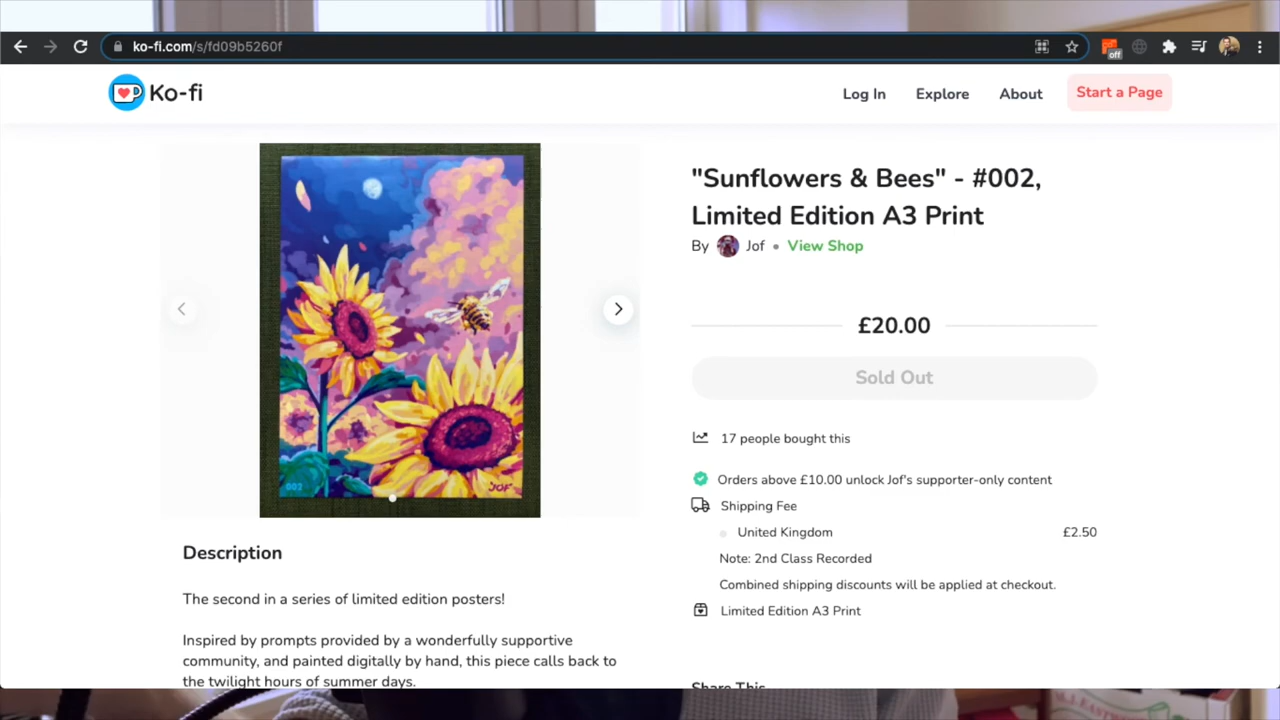 ko-fi.com/s/fd09b5260f
off
Ko-fi
Log In
Explore
About
Start a Page
"Sunflowers & Bees" - #002,
Limited Edition A3 Print
By Jof • View Shop
£20.00
Sold Out
17 people bought this
Orders above £10.00 unlock Jof's supporter-only content
Shipping Fee
United Kingdom £2.50
Note: 2nd Class Recorded
Combined shipping discounts will be applied at checkout.
Limited Edition A3 Print
Share This
002
JOF
Description
The second in a series of limited edition posters!
Inspired by prompts provided by a wonderfully supportive
community, and painted digitally by hand, this piece calls back to
the twilight hours of summer days.